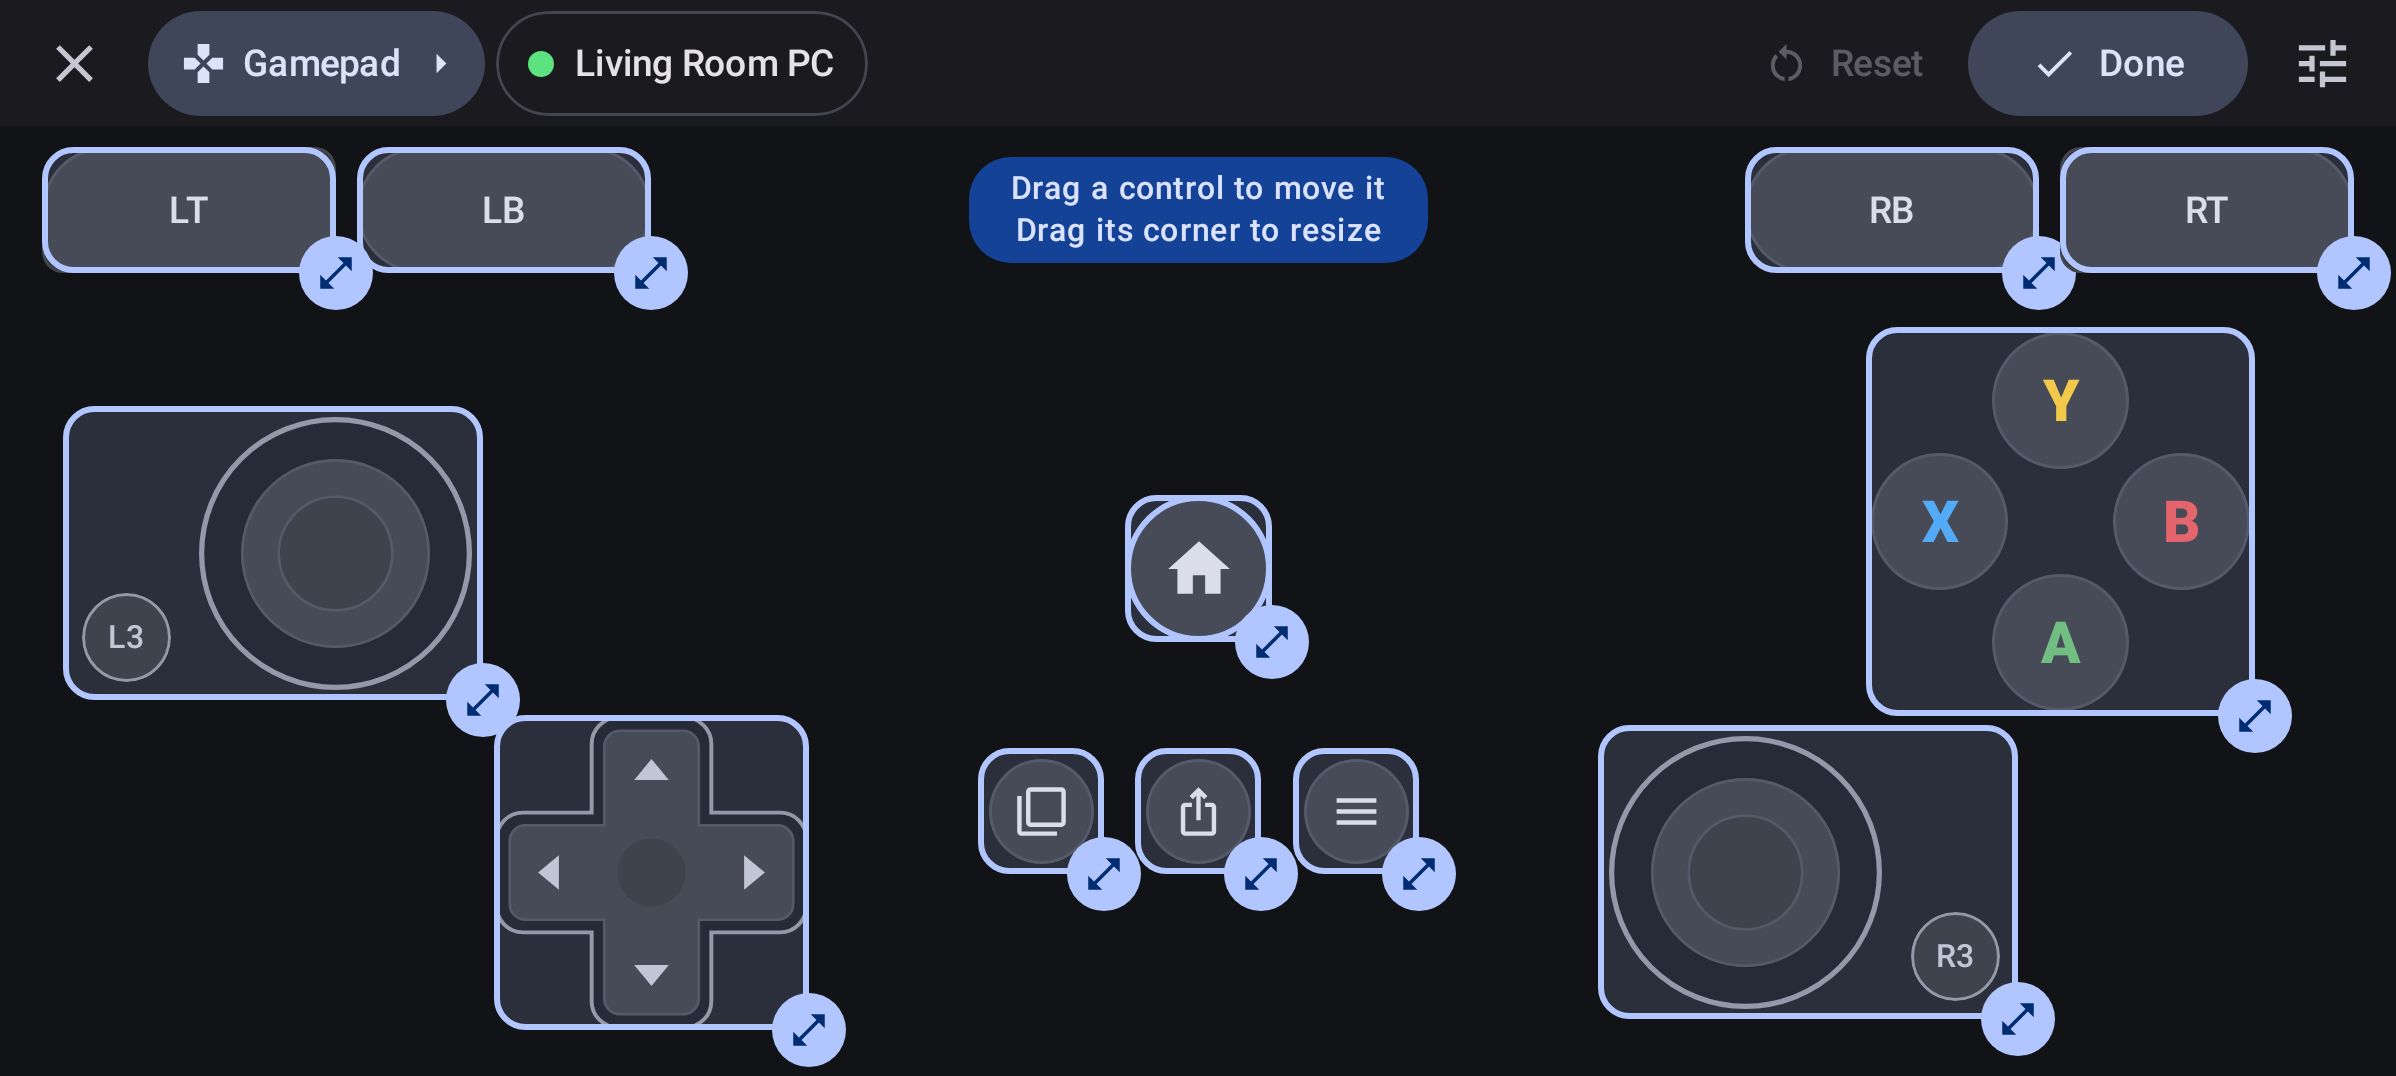 Gamepad
Living Room PC
Reset
Done
LT
LB
Drag a control to move it
Drag its corner to resize
RB
RT
Y
X
B
A
L3
R3